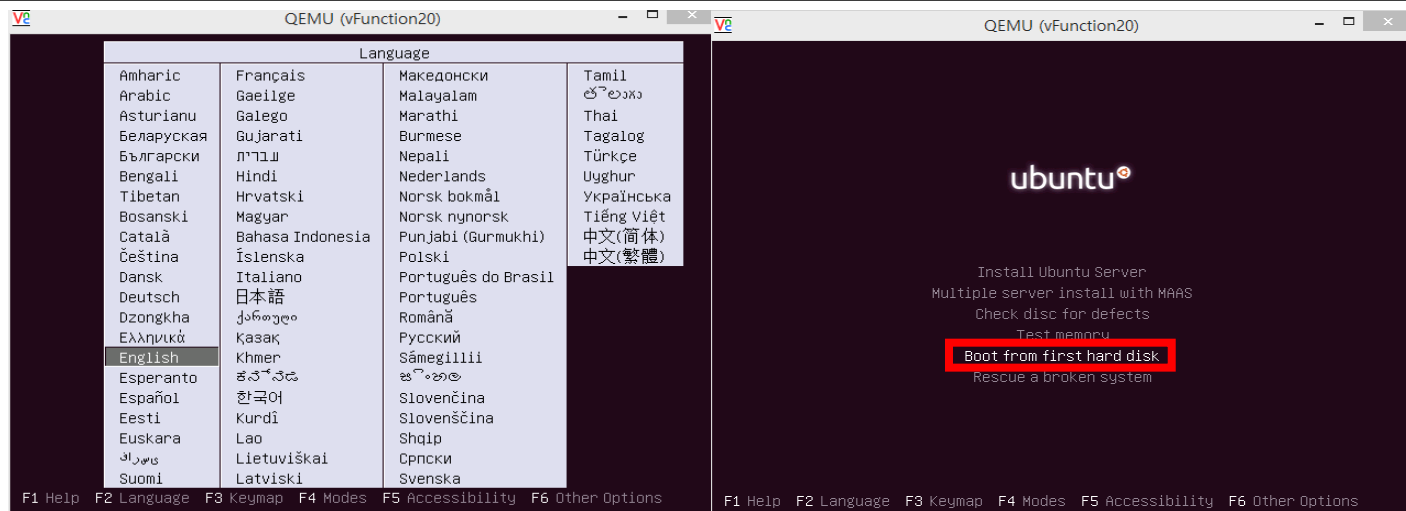 QEMU (vFunction20)
Language
Amharic
Arabic
Asturianu
Беларуская
Български
Bengali
Tibetan
Bosanski
Català
Čeština
Dansk
Deutsch
Dzongkha
Ελληνικά
English
Esperanto
Español
Eesti
Euskara
Suomi
Français
Gaeilge
Galego
Gujarati
עברית
Hindi
Hrvatski
Magyar
Bahasa Indonesia
Íslenska
Italiano
日本語
ქართული
Қазақ
Khmer
한국어
Kurdî
Lao
Lietuviškai
Latviski
Македонски
Malayalam
Marathi
Burmese
Nepali
Nederlands
Norsk bokmål
Norsk nynorsk
Punjabi (Gurmukhi)
Polski
Português do Brasil
Português
Română
Русский
Sámegillii
Slovenčina
Slovenščina
Shqip
Српски
Svenska
Tamil
Thai
Tagalog
Türkçe
Uyghur
Українська
Tiếng Việt
中文(简体)
中文(繁體)
F1 Help F2 Language F3 Keymap F4 Modes F5 Accessibility F6 Other Options
QEMU (vFunction20)
ubuntu
Install Ubuntu Server
Multiple server install with MAAS
Check disc for defects
Test memory
Boot from first hard disk
Rescue a broken system
F1 Help F2 Language F3 Keymap F4 Modes F5 Accessibility F6 Other Options